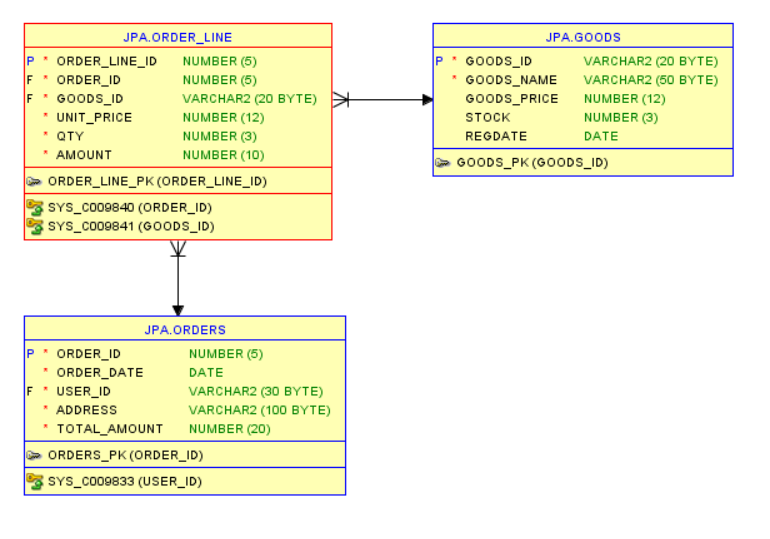 JPA.ORDER_LINE
P * ORDER_LINE_ID NUMBER (5)
F * ORDER_ID NUMBER (5)
F * GOODS_ID VARCHAR2 (20 BYTE)
* UNIT_PRICE NUMBER (12)
* QTY NUMBER (3)
* AMOUNT NUMBER (10)
ORDER_LINE_PK (ORDER_LINE_ID)
SYS_C009840 (ORDER_ID)
SYS_C009841 (GOODS_ID)
JPA.GOODS
P * GOODS_ID VARCHAR2 (20 BYTE)
* GOODS_NAME VARCHAR2 (50 BYTE)
GOODS_PRICE NUMBER (12)
STOCK NUMBER (3)
REGDATE DATE
GOODS_PK (GOODS_ID)
JPA.ORDERS
P * ORDER_ID NUMBER (5)
* ORDER_DATE DATE
F * USER_ID VARCHAR2 (30 BYTE)
* ADDRESS VARCHAR2 (100 BYTE)
* TOTAL_AMOUNT NUMBER (20)
ORDERS_PK (ORDER_ID)
SYS_C009833 (USER_ID)